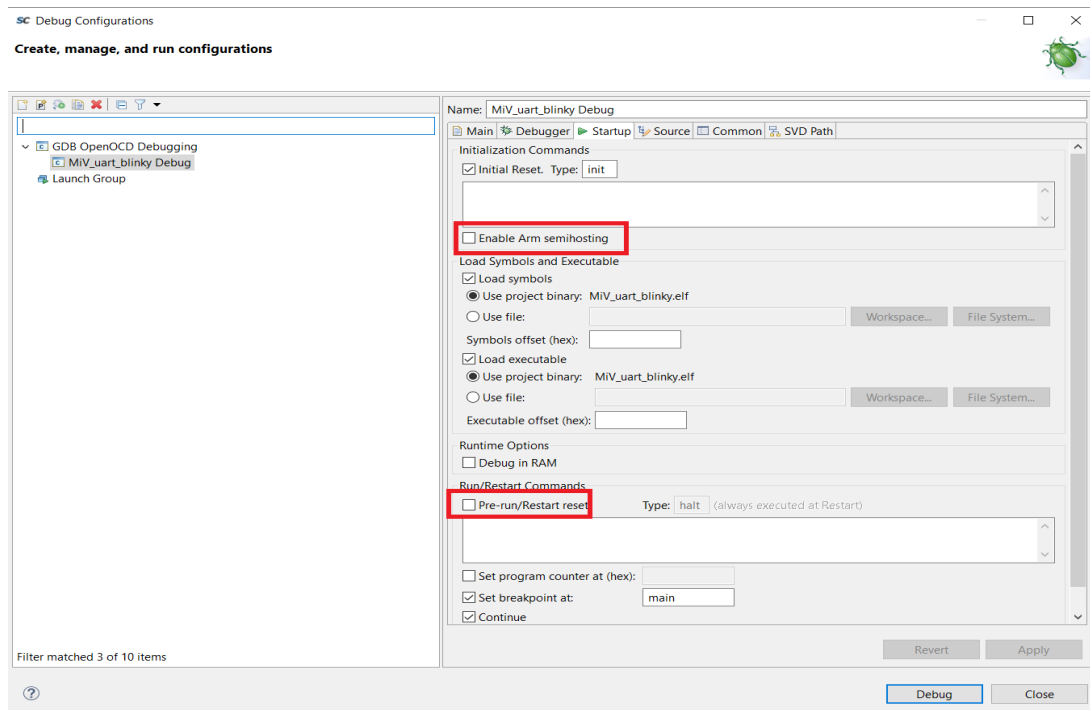 SC Debug Configurations
Create, manage, and run configurations
Name: MiV_uart_blinky Debug
Main Debugger Startup Source Common SVD Path
GDB OpenOCD Debugging
MiV_uart_blinky Debug
Launch Group
Initialization Commands
Initial Reset. Type: init
Enable Arm semihosting
Load Symbols and Executable
Load symbols
Use project binary: MiV_uart_blinky.elf
Use file: Workspace... File System...
Symbols offset (hex):
Load executable
Use project binary: MiV_uart_blinky.elf
Use file: Workspace... File System...
Executable offset (hex):
Runtime Options
Debug in RAM
Run/Restart Commands
Pre-run/Restart reset Type: halt (always executed at Restart)
Set program counter at (hex):
Set breakpoint at: main
Continue
Filter matched 3 of 10 items
Revert Apply
Debug Close